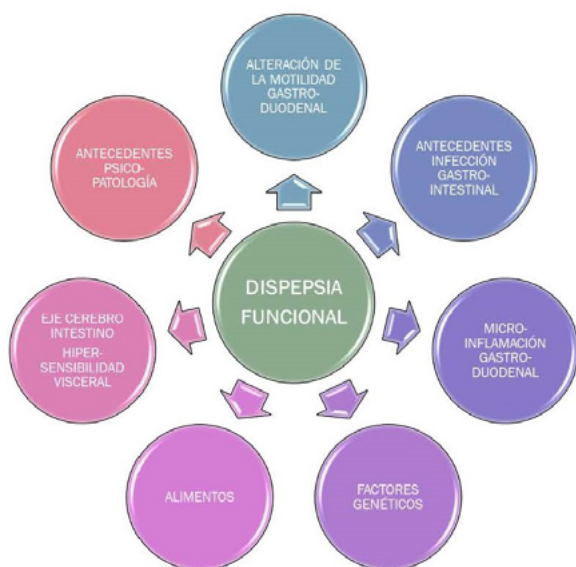 ALTERACIÓN DE
LA MOTILIDAD
GASTRO-
DUODENAL
ANTECEDENTES
INFECCIÓN
GASTRO-
INTESTINAL
MICRO-
INFLAMACIÓN
GASTRO-
DUODENAL
FACTORES
GENÉTICOS
ALIMENTOS
EJE CEREBRO
INTESTINO
HIPER-
SENSIBILIDAD
VISCERAL
ANTECEDENTES
PSICO-
PATOLOGÍA
DISPEPSIA
FUNCIONAL